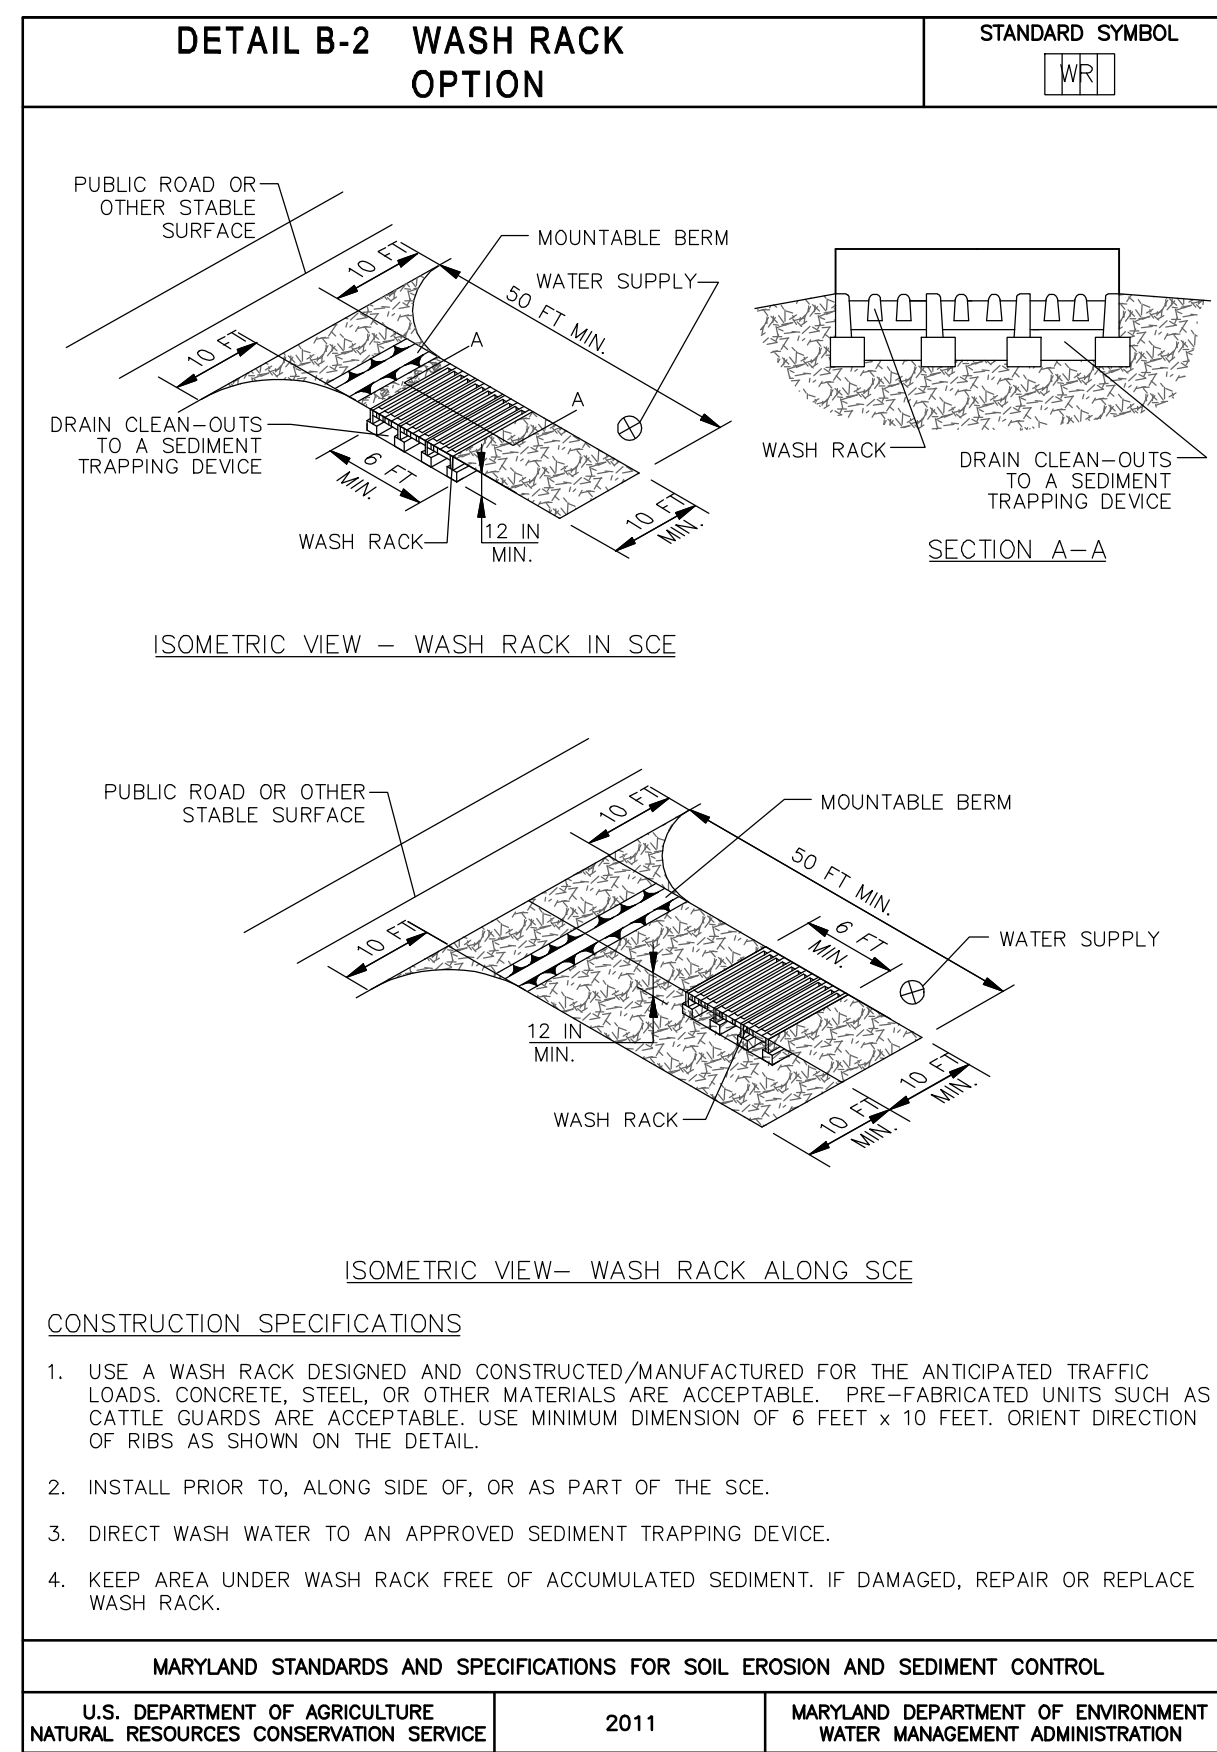 DETAIL B-2 WASH RACK
OPTION
STANDARD SYMBOL
WR
PUBLIC ROAD OR
OTHER STABLE
SURFACE
10 FT
MOUNTABLE BERM
WATER SUPPLY
50 FT MIN.
10 FT
A
A
DRAIN CLEAN-OUTS
TO A SEDIMENT
TRAPPING DEVICE
6 FT
MIN.
WASH RACK
12 IN
MIN.
10 FT
MIN.
WASH RACK
DRAIN CLEAN-OUTS
TO A SEDIMENT
TRAPPING DEVICE
SECTION A-A
ISOMETRIC VIEW - WASH RACK IN SCE
PUBLIC ROAD OR OTHER
STABLE SURFACE
10 FT
MOUNTABLE BERM
50 FT MIN.
10 FT
6 FT
MIN.
WATER SUPPLY
12 IN
MIN.
WASH RACK
10 FT
MIN.
10 FT
MIN.
ISOMETRIC VIEW- WASH RACK ALONG SCE
CONSTRUCTION SPECIFICATIONS
1. USE A WASH RACK DESIGNED AND CONSTRUCTED/MANUFACTURED FOR THE ANTICIPATED TRAFFIC
LOADS. CONCRETE, STEEL, OR OTHER MATERIALS ARE ACCEPTABLE. PRE-FABRICATED UNITS SUCH AS
CATTLE GUARDS ARE ACCEPTABLE. USE MINIMUM DIMENSION OF 6 FEET x 10 FEET. ORIENT DIRECTION
OF RIBS AS SHOWN ON THE DETAIL.
2. INSTALL PRIOR TO, ALONG SIDE OF, OR AS PART OF THE SCE.
3. DIRECT WASH WATER TO AN APPROVED SEDIMENT TRAPPING DEVICE.
4. KEEP AREA UNDER WASH RACK FREE OF ACCUMULATED SEDIMENT. IF DAMAGED, REPAIR OR REPLACE
WASH RACK.
MARYLAND STANDARDS AND SPECIFICATIONS FOR SOIL EROSION AND SEDIMENT CONTROL
U.S. DEPARTMENT OF AGRICULTURE
NATURAL RESOURCES CONSERVATION SERVICE
2011
MARYLAND DEPARTMENT OF ENVIRONMENT
WATER MANAGEMENT ADMINISTRATION